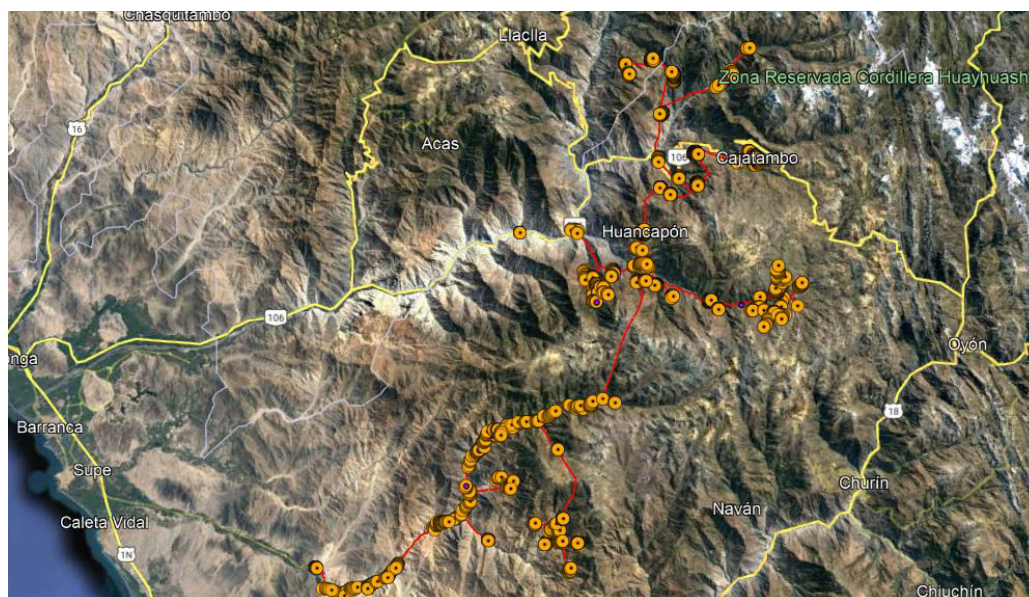 Chasquitambo
Llaclla
Zona Reservada Cordillera Huayhuash
16
Acas
106
Cajatambo
Huancapón
106
onga
Oyón
Barranca
18
Supe
Churín
Caleta Vidal
Naván
1N
Chiuchín